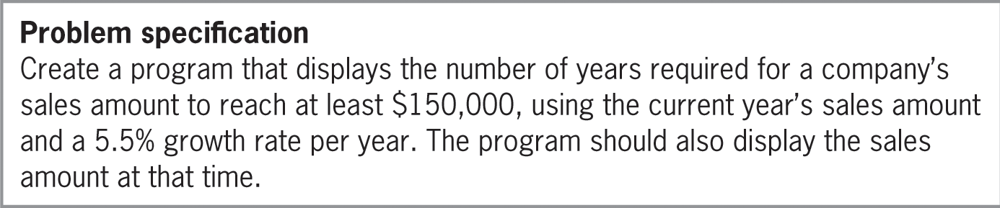 Problem specification
Create a program that displays the number of years required for a company’s
sales amount to reach at least $150,000, using the current year’s sales amount
and a 5.5% growth rate per year. The program should also display the sales
amount at that time.